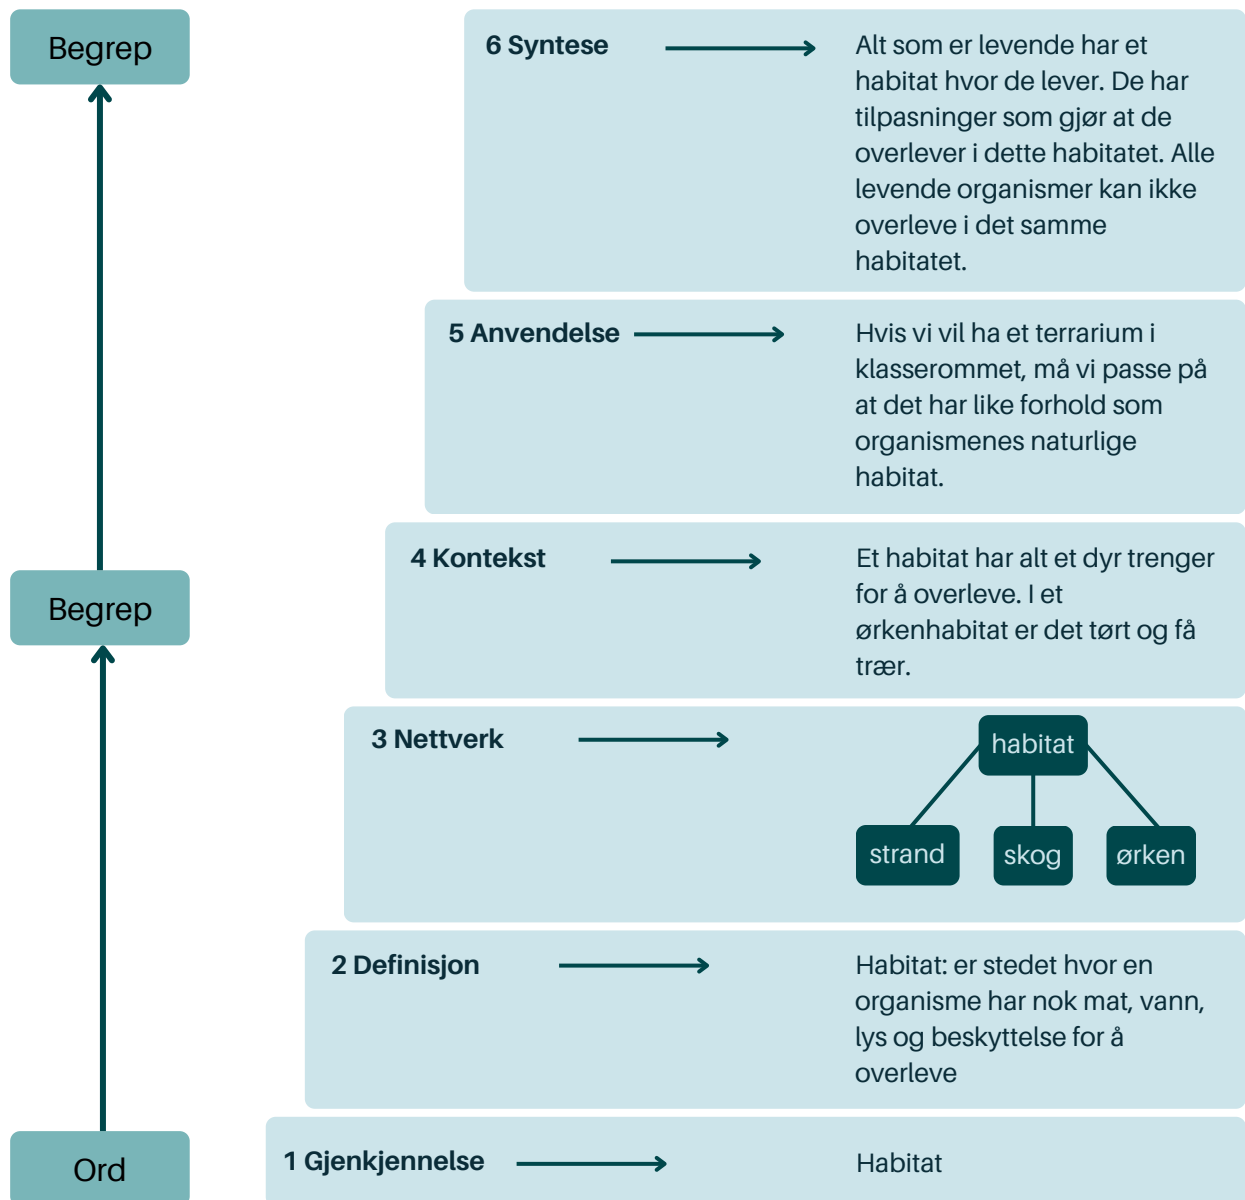 Begrep
6 Syntese
Alt som er levende har et
habitat hvor de lever. De har
tilpasninger som gjør at de
overlever i dette habitatet. Alle
levende organismer kan ikke
overleve i det samme
habitatet.
5 Anvendelse
Hvis vi vil ha et terrarium i
klasserommet, må vi passe på
at det har like forhold som
organismenes naturlige
habitat.
Begrep
4 Kontekst
Et habitat har alt et dyr trenger
for å overleve. I et
ørkenhabitat er det tørt og få
trær.
3 Nettverk
habitat
strand
skog
ørken
2 Definisjon
Habitat: er stedet hvor en
organisme har nok mat, vann,
lys og beskyttelse for å
overleve
Ord
1 Gjenkjennelse
Habitat